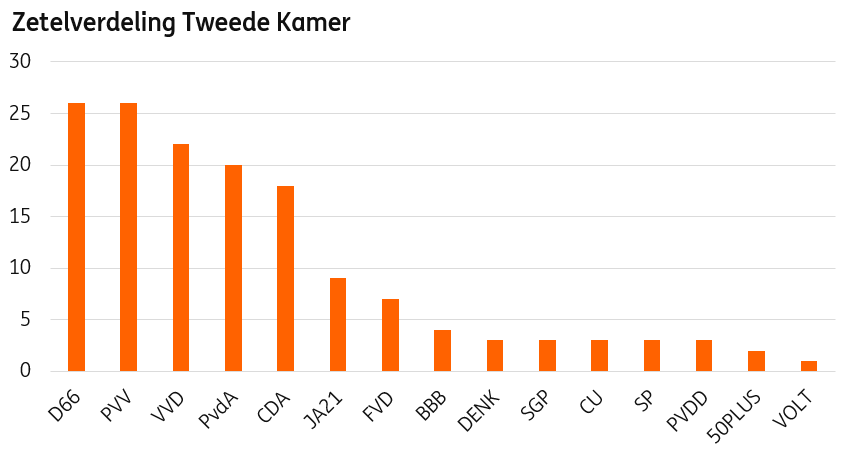 Zetelverdeling Tweede Kamer
30
25
20
15
10
5
0
D66
PVV
VVD
PvdA
CDA
JA21
FVD
BBB
DENK
SGP
CU
SP
PVDD
50PLUS
VOLT